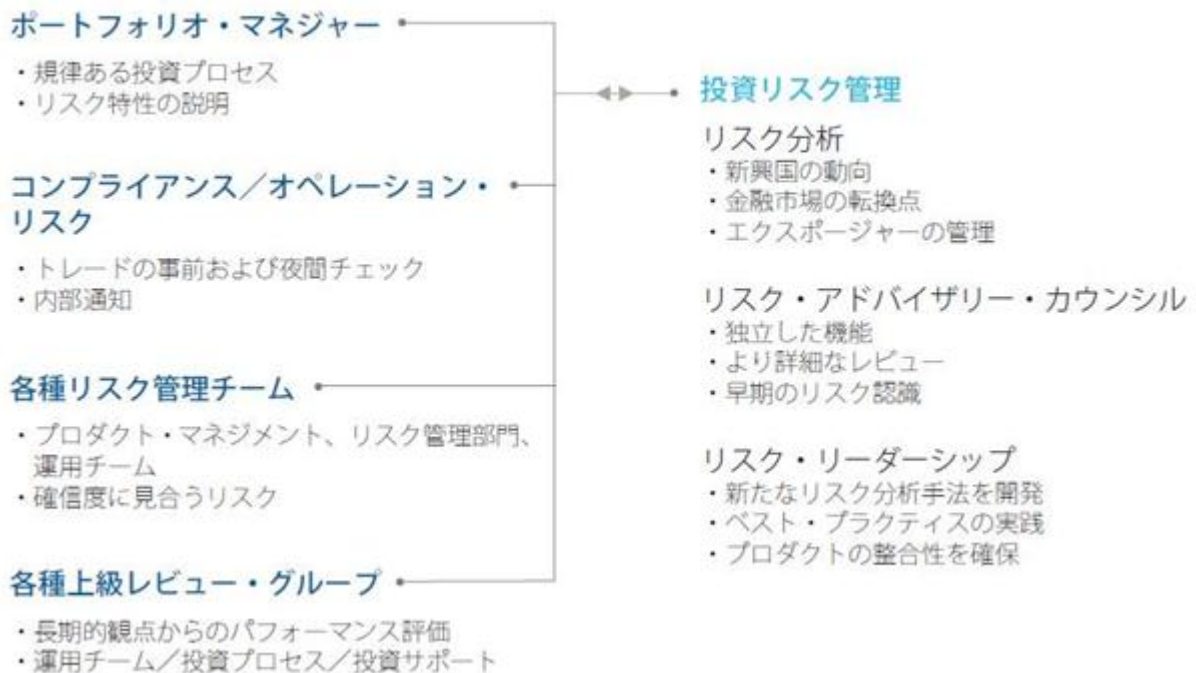 ポートフォリオ・マネジャー
・規律ある投資プロセス
・リスク特性の説明
コンプライアンス／オペレーション・
リスク
・トレードの事前および夜間チェック
・内部通知
各種リスク管理チーム
・プロダクト・マネジメント、リスク管理部門、
運用チーム
・確信度に見合うリスク
各種上級レビュー・グループ
・長期的観点からのパフォーマンス評価
・運用チーム／投資プロセス／投資サポート
投資リスク管理
リスク分析
・新興国の動向
・金融市場の転換点
・エクスポージャーの管理
リスク・アドバイザリー・カウンシル
・独立した機能
・より詳細なレビュー
・早期のリスク認識
リスク・リーダーシップ
・新たなリスク分析手法を開発
・ベスト・プラクティスの実践
・プロダクトの整合性を確保